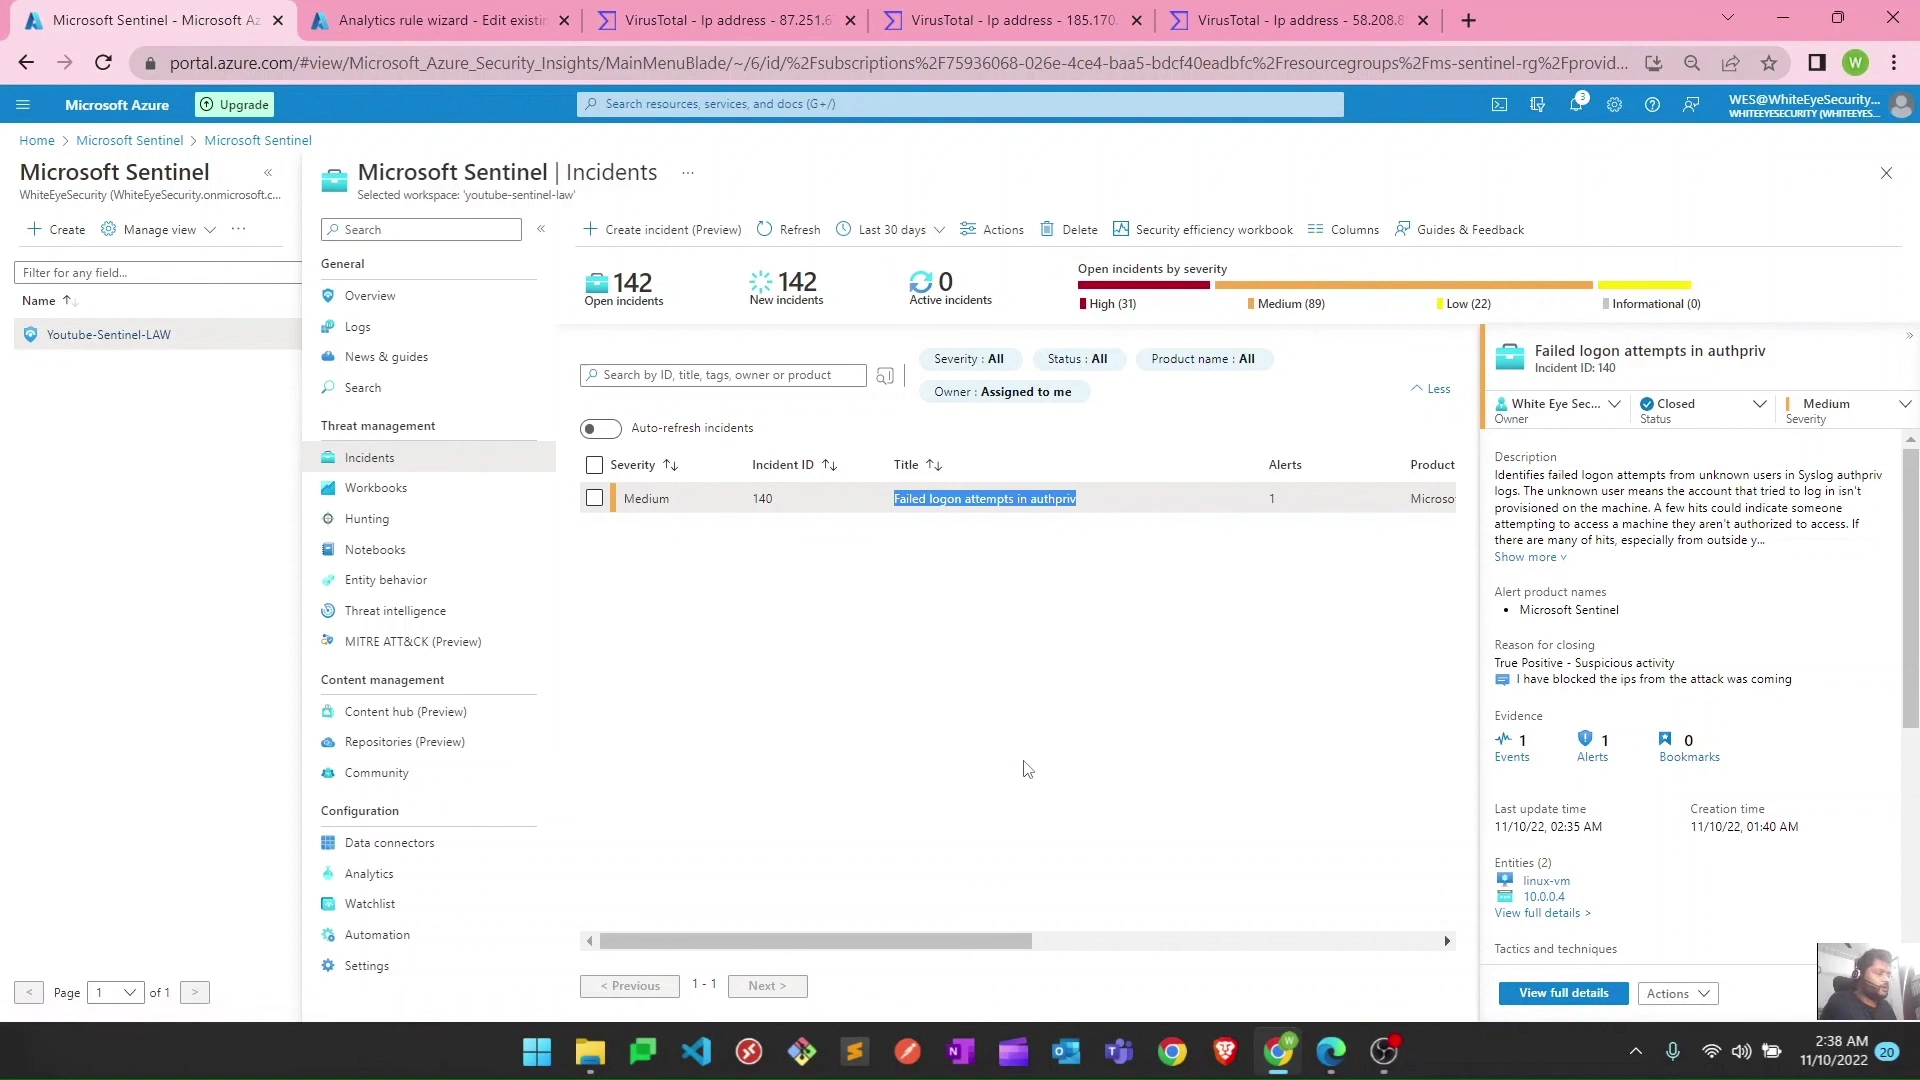 Microsoft Sentinel - Microsoft Az
Analytics rule wizard - Edit existin
VirusTotal - Ip address - 87.251.6
VirusTotal - Ip address - 185.170.
VirusTotal - Ip address - 58.208.8
portal.azure.com/#view/Microsoft_Azure_Security_Insights/MainMenuBlade/~/6/id/%2Fsubscriptions%2F75936068-026e-4ce4-baa5-bdcf40eadbfc%2Fresourcegroups%2Fms-sentinel-rg%2Fprovid...
W
Microsoft Azure
Upgrade
Search resources, services, and docs (G+/)
3
WES@WhiteEyeSecurity...
WHITEEYESECURITY (WHITEEYES...
Home > Microsoft Sentinel > Microsoft Sentinel
Microsoft Sentinel
WhiteEyeSecurity (WhiteEyeSecurity.onmicrosoft.c...
Create
Manage view
Filter for any field...
Name
Youtube-Sentinel-LAW
< Page 1 of 1 >
Microsoft Sentinel | Incidents
Selected workspace: 'youtube-sentinel-law'
Search
General
Overview
Logs
News & guides
Search
Threat management
Incidents
Workbooks
Hunting
Notebooks
Entity behavior
Threat intelligence
MITRE ATT&CK (Preview)
Content management
Content hub (Preview)
Repositories (Preview)
Community
Configuration
Data connectors
Analytics
Watchlist
Automation
Settings
Create incident (Preview)
Refresh
Last 30 days
Actions
Delete
Security efficiency workbook
Columns
Guides & Feedback
142
Open incidents
142
New incidents
0
Active incidents
Open incidents by severity
High (31)
Medium (89)
Low (22)
Informational (0)
Search by ID, title, tags, owner or product
Severity : All
Status : All
Product name : All
Owner : Assigned to me
Less
Auto-refresh incidents
Severity
Incident ID
Title
Alerts
Product
Medium
140
Failed logon attempts in authpriv
1
Microso
< Previous
1 - 1
Next >
Failed logon attempts in authpriv
Incident ID: 140
White Eye Sec...
Owner
Closed
Status
Medium
Severity
Description
Identifies failed logon attempts from unknown users in Syslog authpriv
logs. The unknown user means the account that tried to log in isn't
provisioned on the machine. A few hits could indicate someone
attempting to access a machine they aren't authorized to access. If
there are many of hits, especially from outside y...
Show more
Alert product names
• Microsoft Sentinel
Reason for closing
True Positive - Suspicious activity
I have blocked the ips from the attack was coming
Evidence
1
Events
1
Alerts
0
Bookmarks
Last update time
11/10/22, 02:35 AM
Creation time
11/10/22, 01:40 AM
Entities (2)
linux-vm
10.0.0.4
View full details >
Tactics and techniques
View full details
Actions
2:38 AM
11/10/2022
20